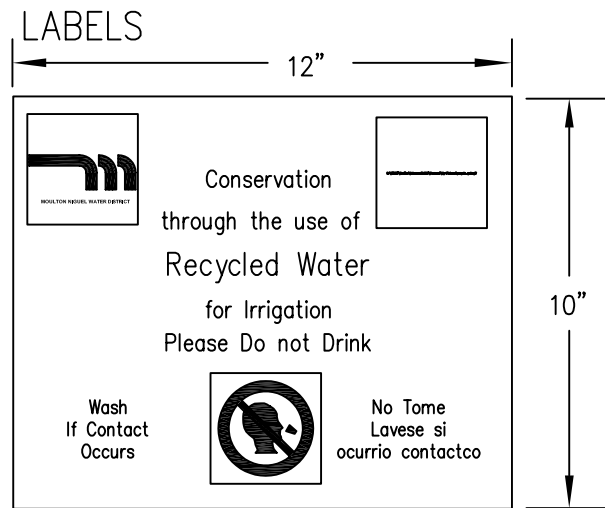 LABELS
12”
MOULTON NIGUEL WATER DISTRICT
Conservation
through the use of
Recycled Water
for Irrigation
Please Do not Drink
10”
Wash
If Contact
Occurs
No Tome
Lavese si
ocurrio contactco